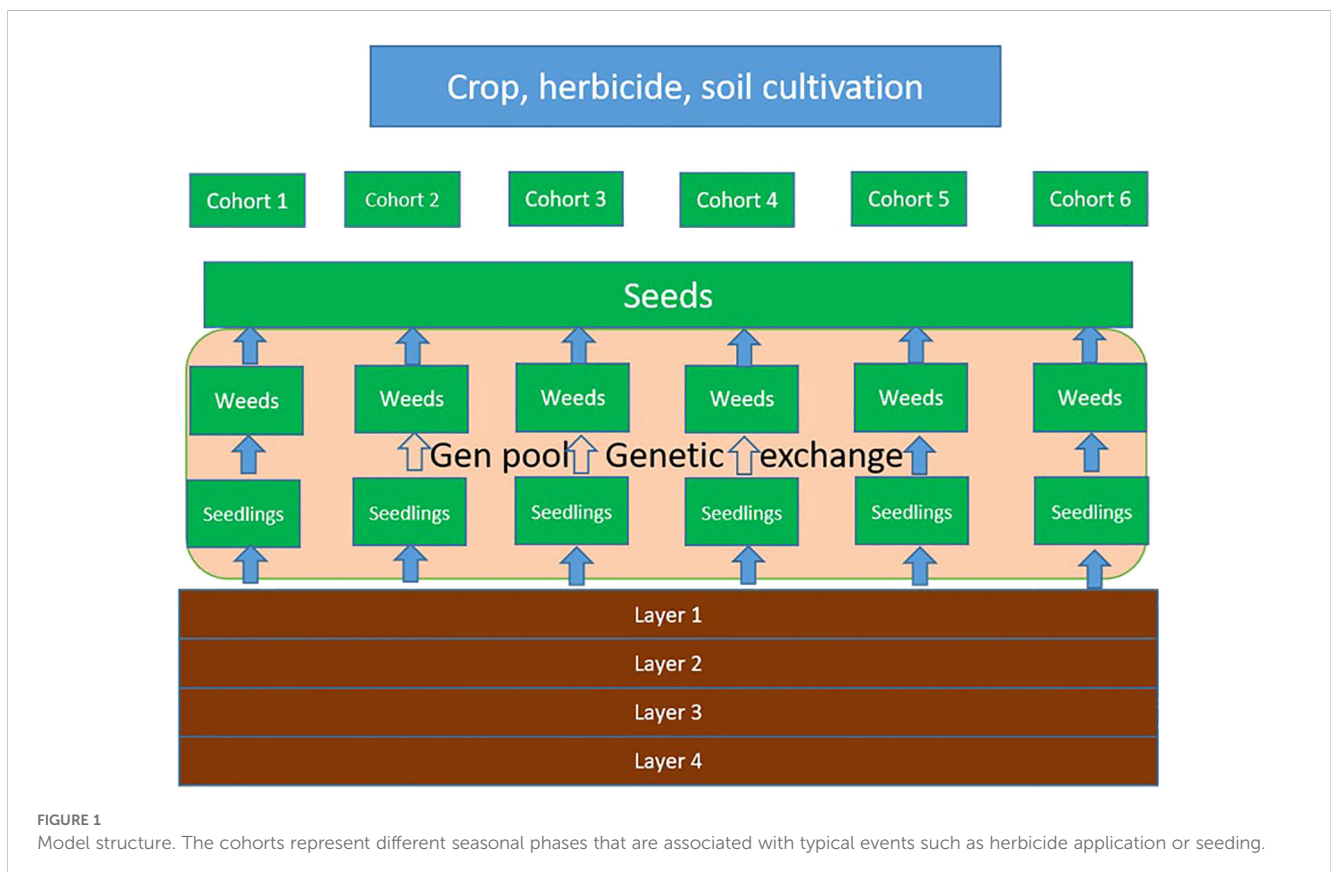 Crop, herbicide, soil cultivation
Cohort 1 Cohort 2 Cohort 3 Cohort 4 Cohort 5 Cohort 6
Seeds
Weeds Weeds Weeds Weeds Weeds Weeds
Gen pool Genetic exchange
Seedlings Seedlings Seedlings Seedlings Seedlings Seedlings
Layer 1
Layer 2
Layer 3
Layer 4
FIGURE 1
Model structure. The cohorts represent different seasonal phases that are associated with typical events such as herbicide application or seeding.